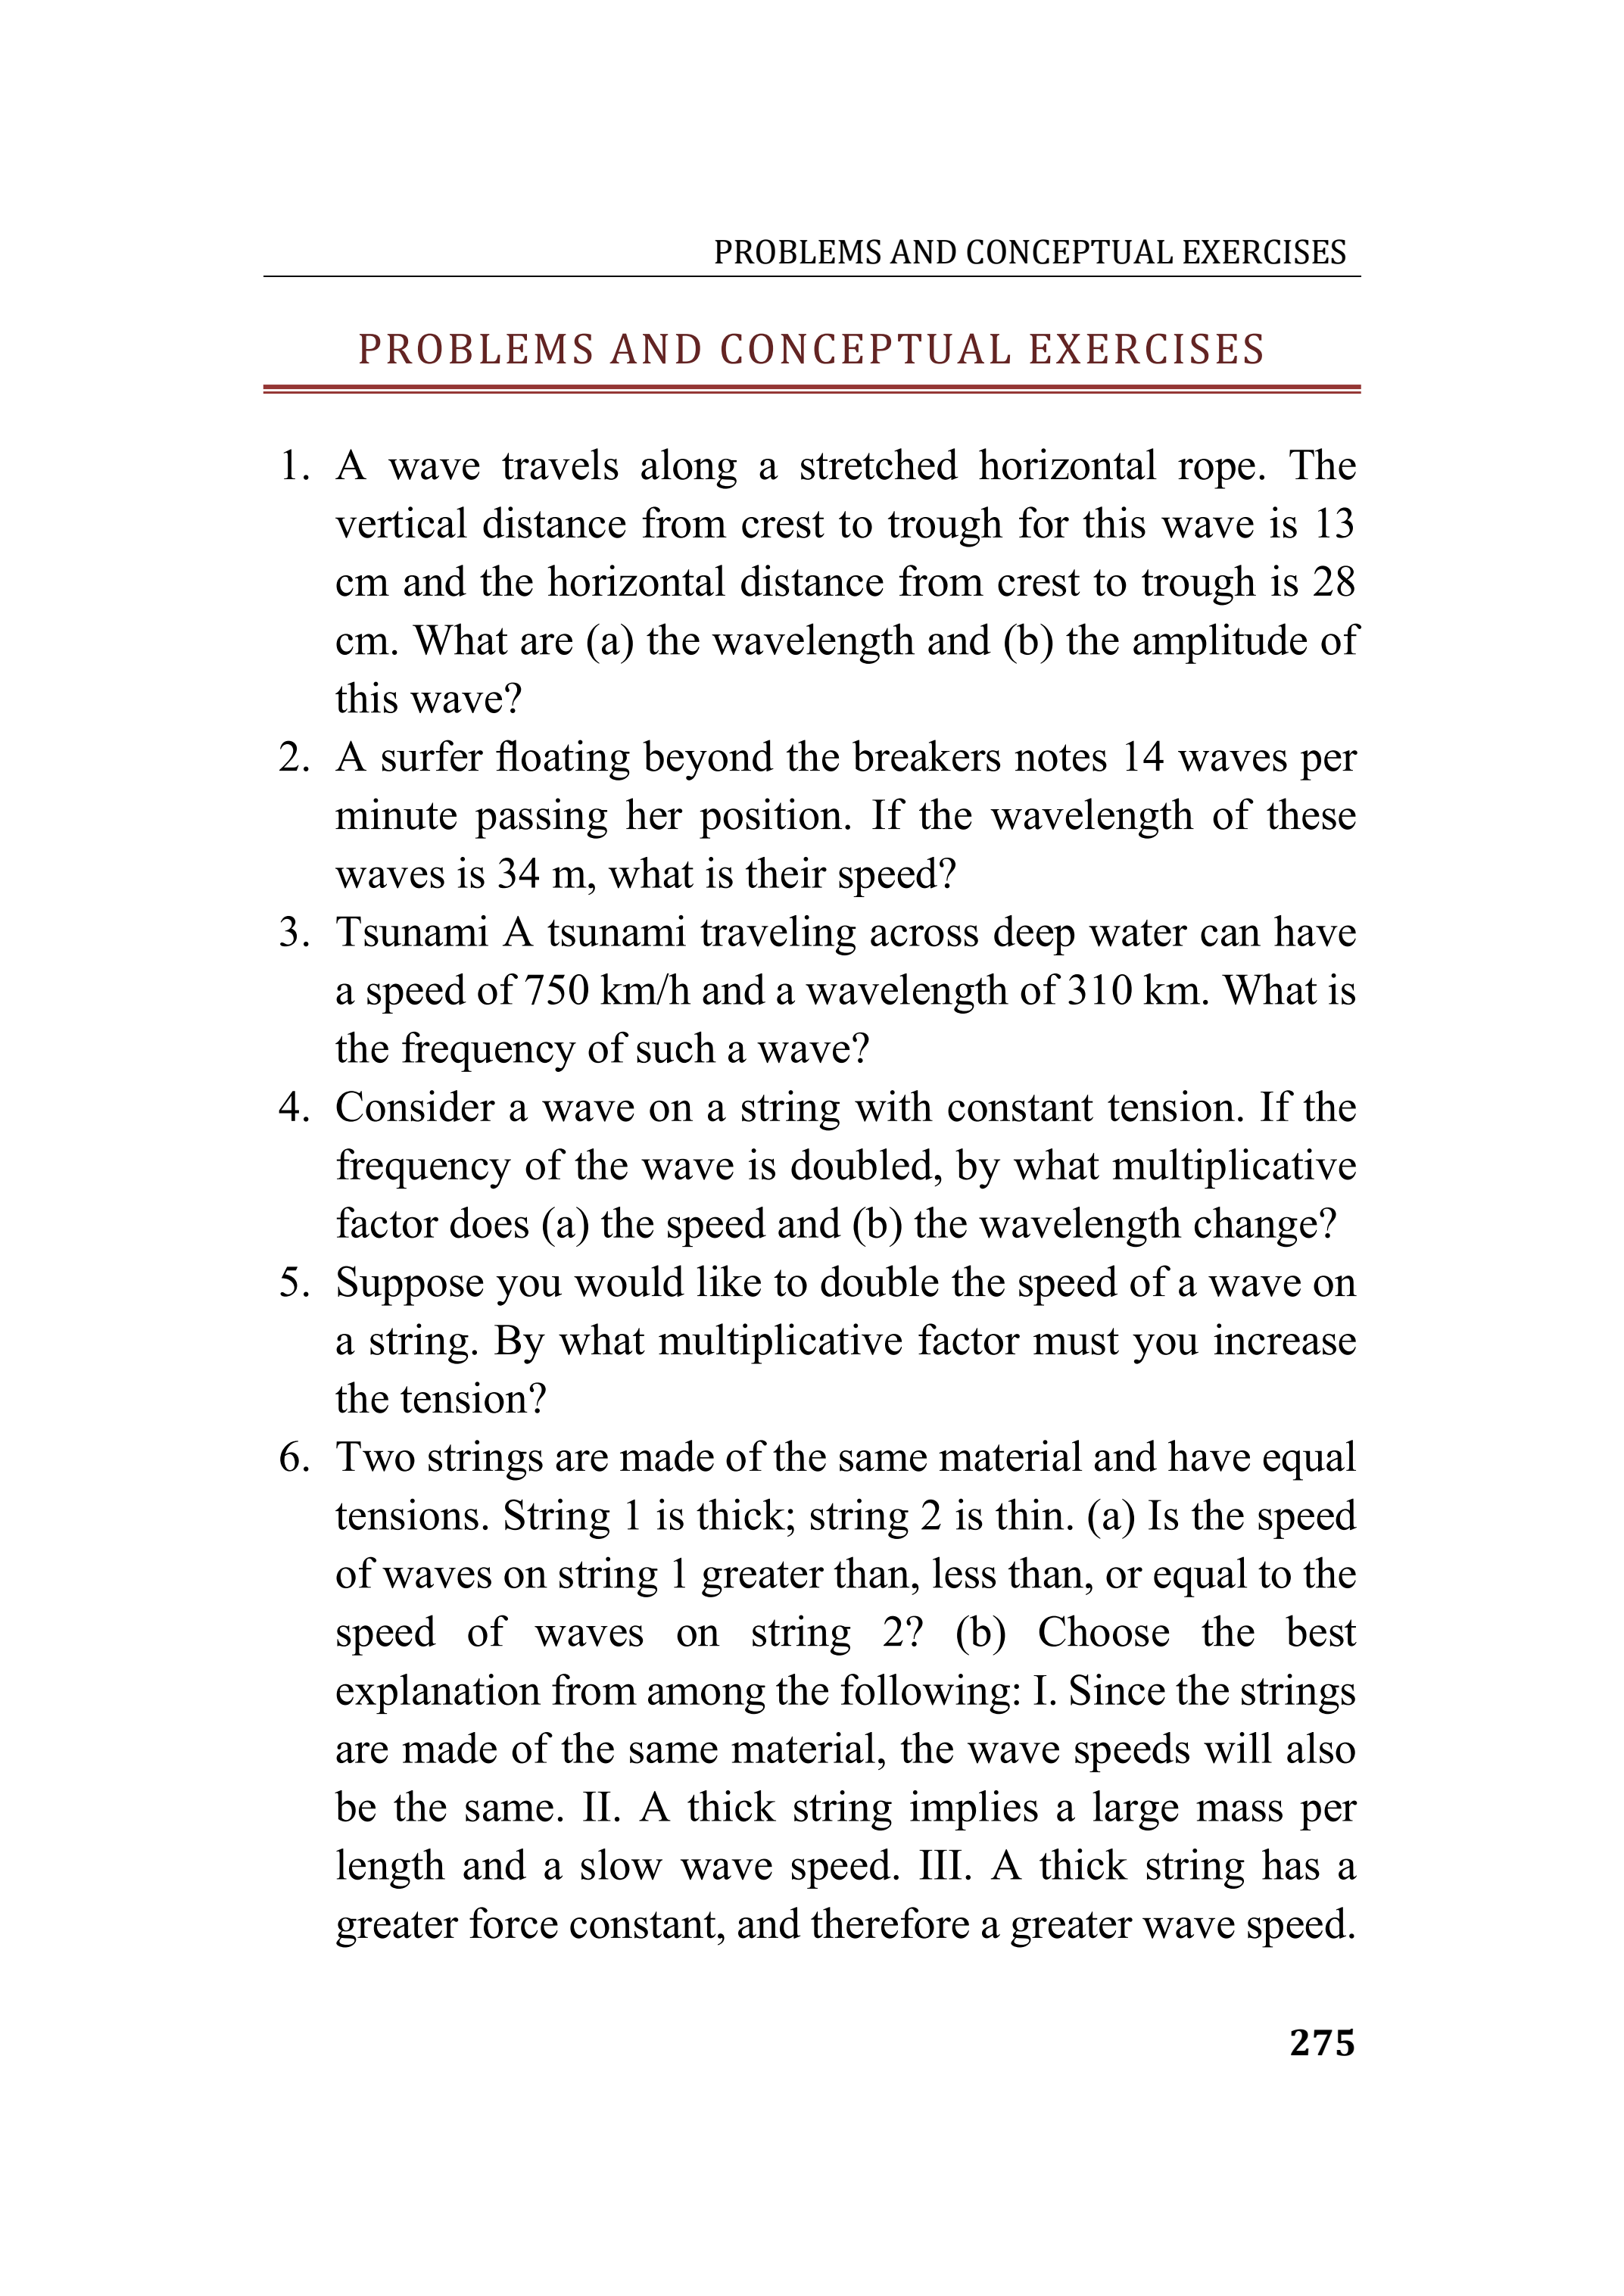 PROBLEMS AND CONCEPTUAL EXERCISES
PROBLEMS AND CONCEPTUAL EXERCISES
1. A wave travels along a stretched horizontal rope. The
vertical distance from crest to trough for this wave is 13
cm and the horizontal distance from crest to trough is 28
cm. What are (a) the wavelength and (b) the amplitude of
this wave?
2. A surfer floating beyond the breakers notes 14 waves per
minute passing her position. If the wavelength of these
waves is 34 m, what is their speed?
3. Tsunami A tsunami traveling across deep water can have
a speed of 750 km/h and a wavelength of 310 km. What is
the frequency of such a wave?
4. Consider a wave on a string with constant tension. If the
frequency of the wave is doubled, by what multiplicative
factor does (a) the speed and (b) the wavelength change?
5. Suppose you would like to double the speed of a wave on
a string. By what multiplicative factor must you increase
the tension?
6. Two strings are made of the same material and have equal
tensions. String 1 is thick; string 2 is thin. (a) Is the speed
of waves on string 1 greater than, less than, or equal to the
speed of waves on string 2? (b) Choose the best
explanation from among the following: I. Since the strings
are made of the same material, the wave speeds will also
be the same. II. A thick string implies a large mass per
length and a slow wave speed. III. A thick string has a
greater force constant, and therefore a greater wave speed.
275